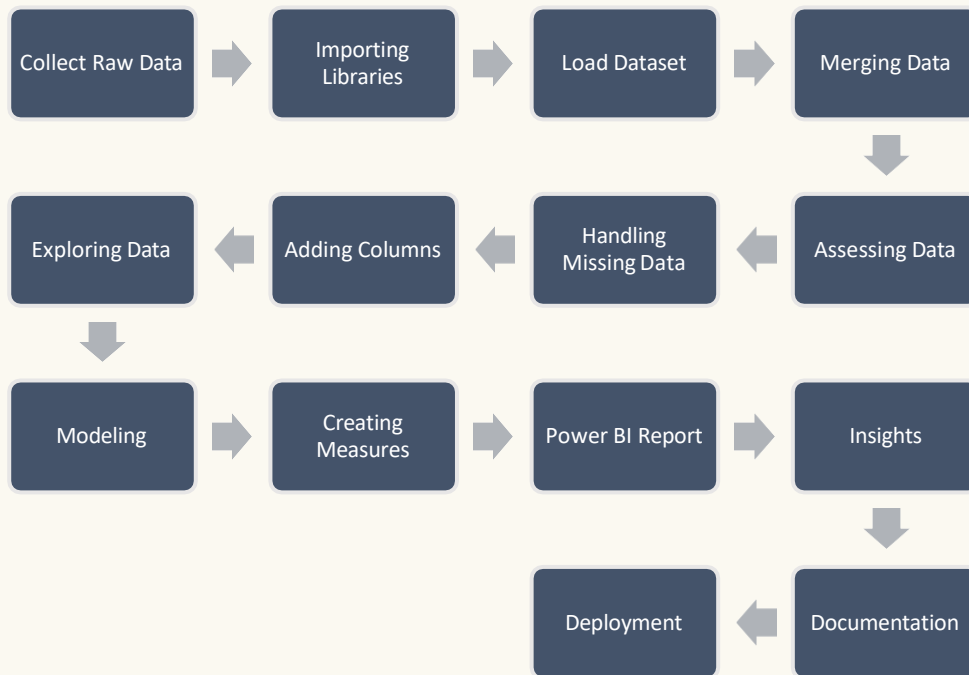 Collect Raw Data
Importing
Libraries
Load Dataset
Merging Data
Assessing Data
Handling
Missing Data
Adding Columns
Exploring Data
Modeling
Creating
Measures
Power BI Report
Insights
Documentation
Deployment